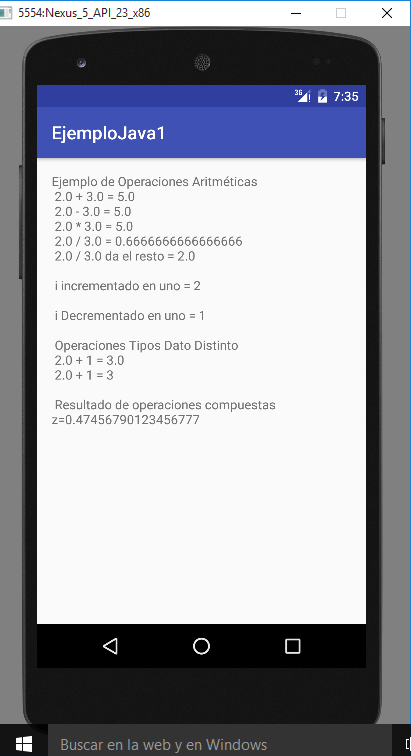 5554:Nexus_5_API_23_x86
3G 7:35
EjemploJava1
Ejemplo de Operaciones Aritméticas
2.0 + 3.0 = 5.0
2.0 - 3.0 = 5.0
2.0 * 3.0 = 5.0
2.0 / 3.0 = 0.6666666666666666
2.0 / 3.0 da el resto = 2.0
i incrementado en uno = 2
i Decrementado en uno = 1
Operaciones Tipos Dato Distinto
2.0 + 1 = 3.0
2.0 + 1 = 3
Resultado de operaciones compuestas
z=0.47456790123456777
Buscar en la web y en Windows